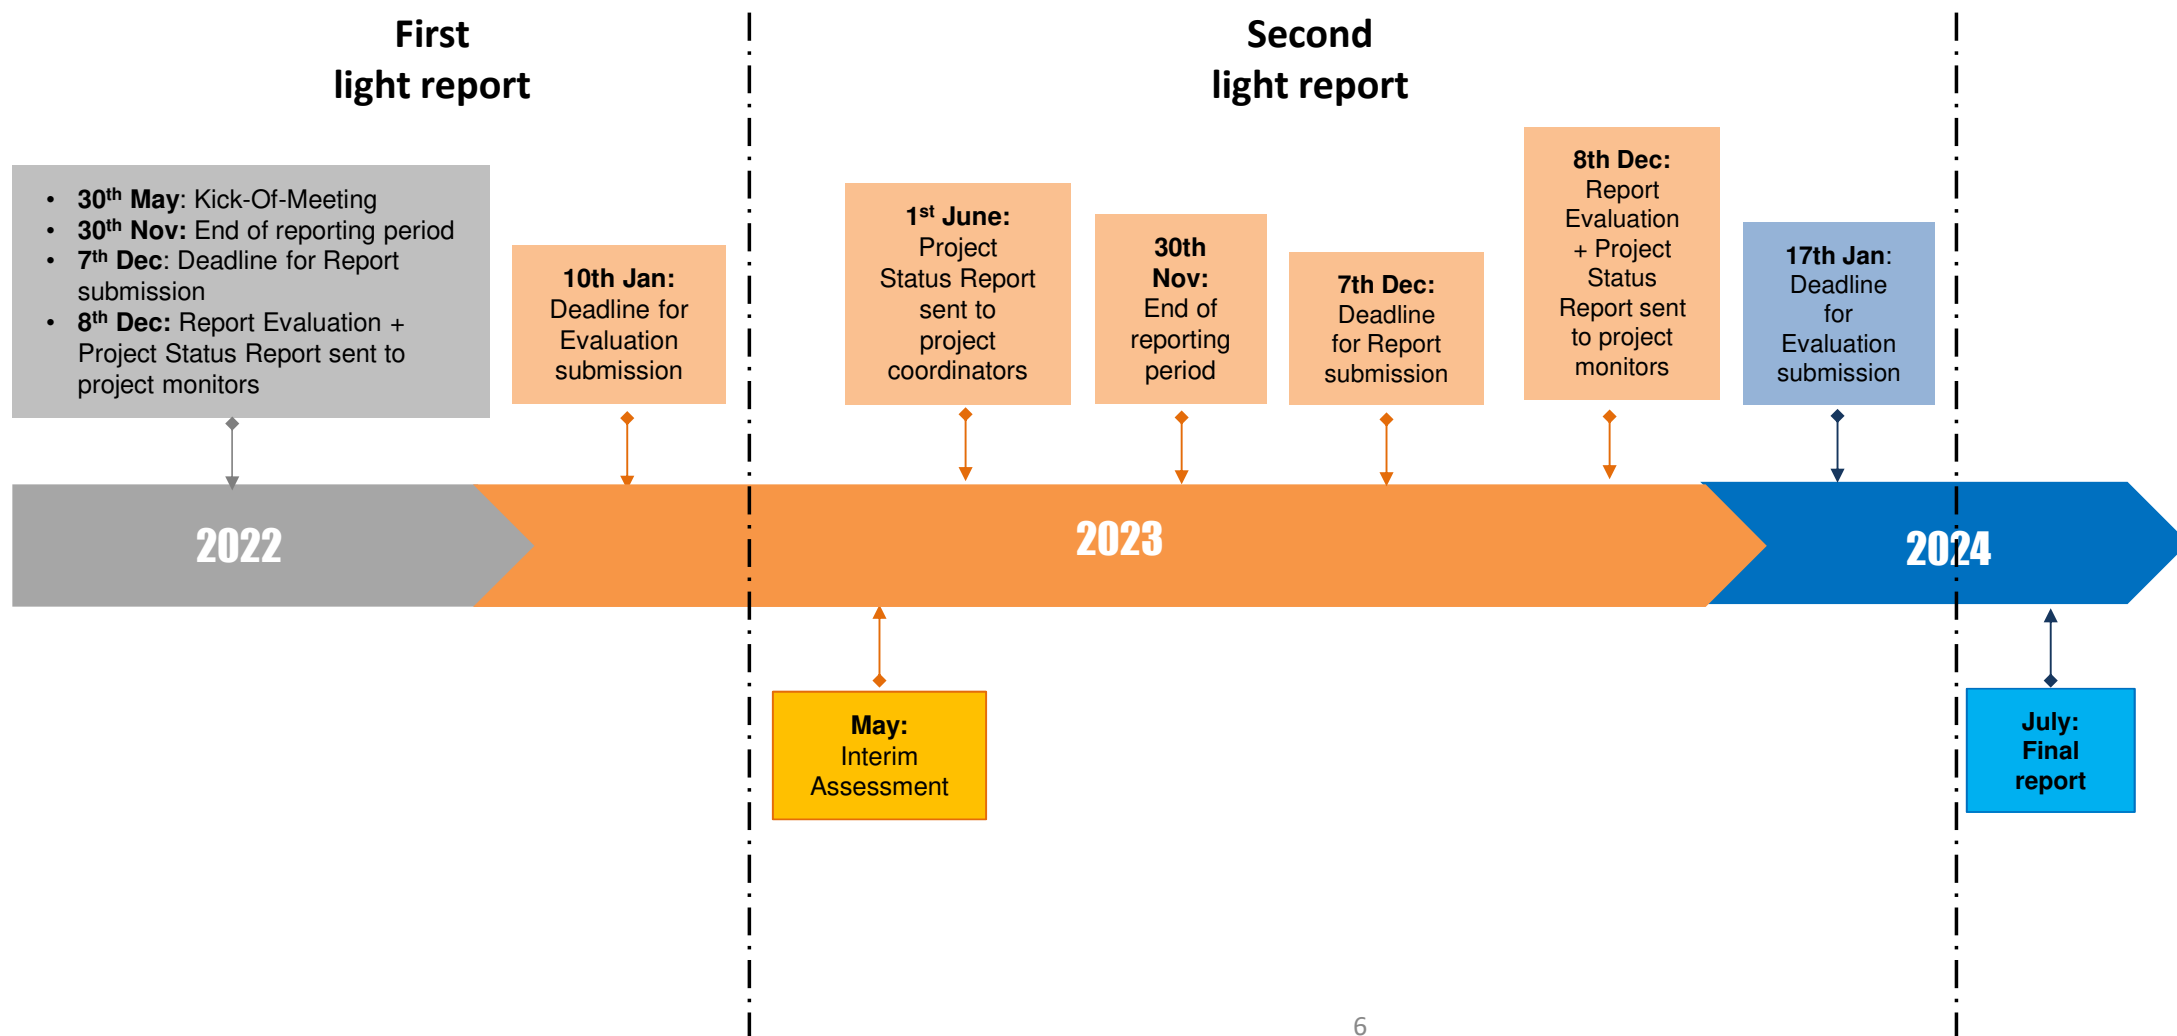 First
light report
Second
light report
• 30th May: Kick-Of-Meeting
• 30th Nov: End of reporting period
• 7th Dec: Deadline for Report
submission
• 8th Dec: Report Evaluation +
Project Status Report sent to
project monitors
10th Jan:
Deadline for
Evaluation
submission
1st June:
Project
Status Report
sent to
project
coordinators
30th
Nov:
End of
reporting
period
7th Dec:
Deadline
for Report
submission
8th Dec:
Report
Evaluation
+ Project
Status
Report sent
to project
monitors
17th Jan:
Deadline
for
Evaluation
submission
2022
2023
2024
May:
Interim
Assessment
July:
Final
report
6